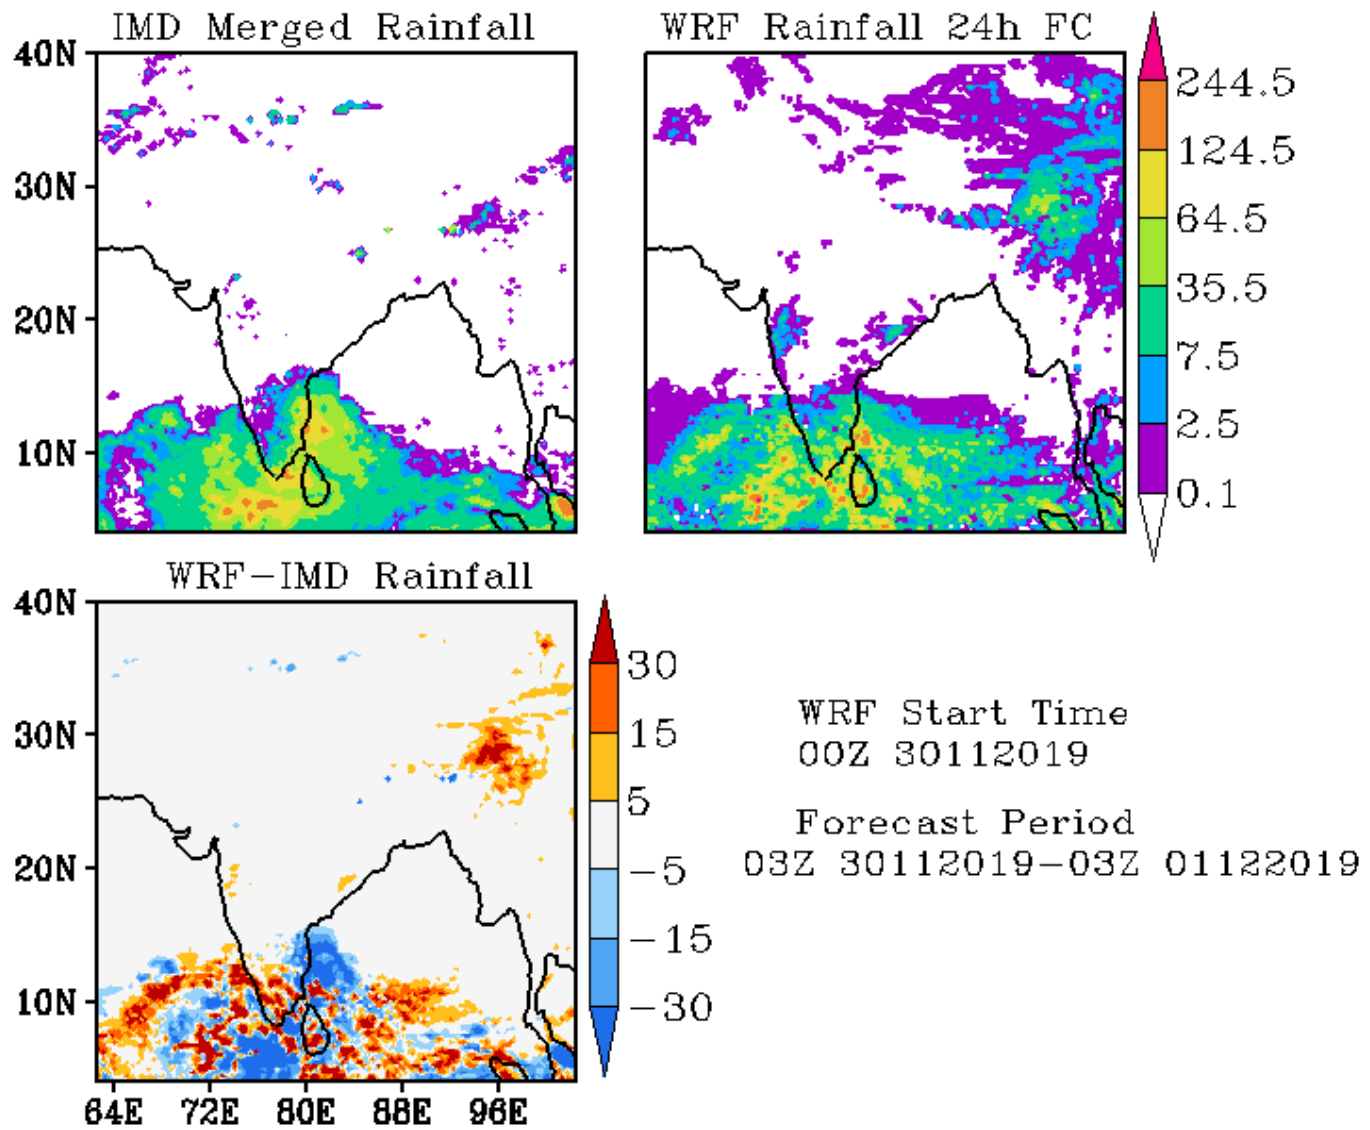 IMD Merged Rainfall
WRF Rainfall 24h FC
40N
30N
20N
10N
244.5
124.5
64.5
35.5
7.5
2.5
0.1
WRF-IMD Rainfall
40N
30N
20N
10N
64E 72E 80E 88E 96E
30
15
5
-5
-15
-30
WRF Start Time
00Z 30112019
Forecast Period
03Z 30112019-03Z 01122019